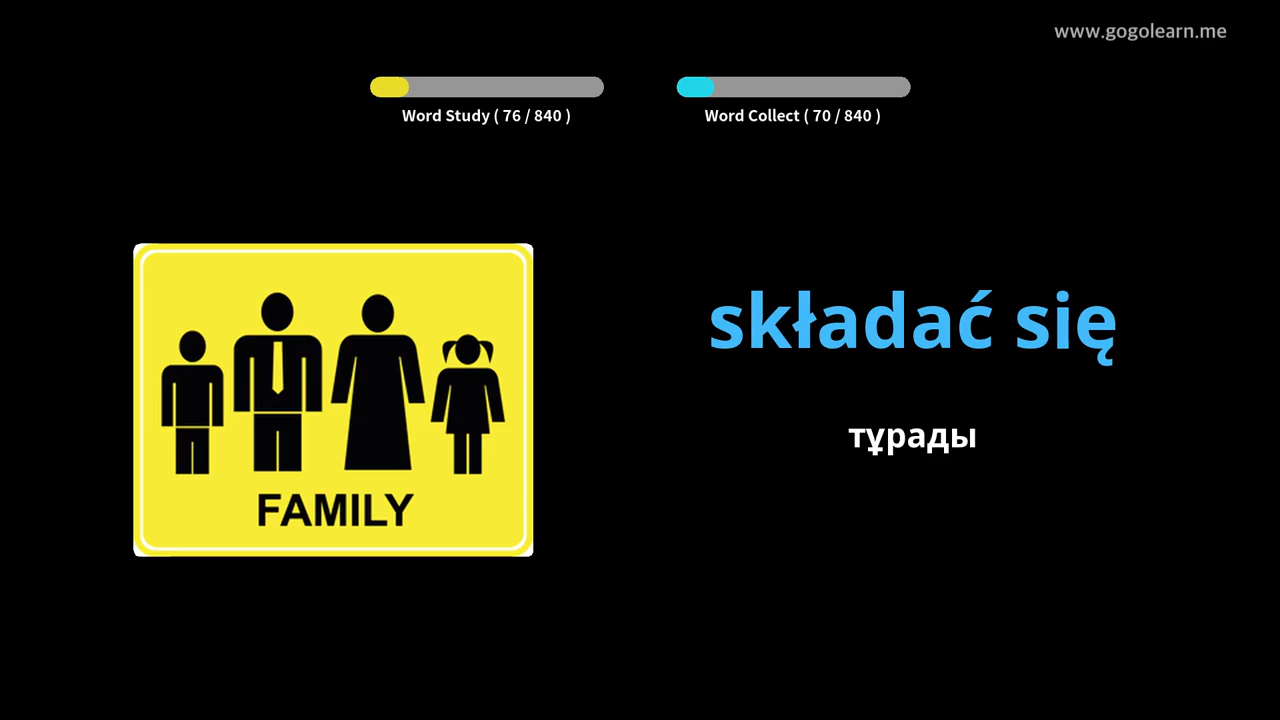 www.gogolearn.me
Word Study ( 76 / 840 )
Word Collect ( 70 / 840 )
FAMILY
składać się
тұрады